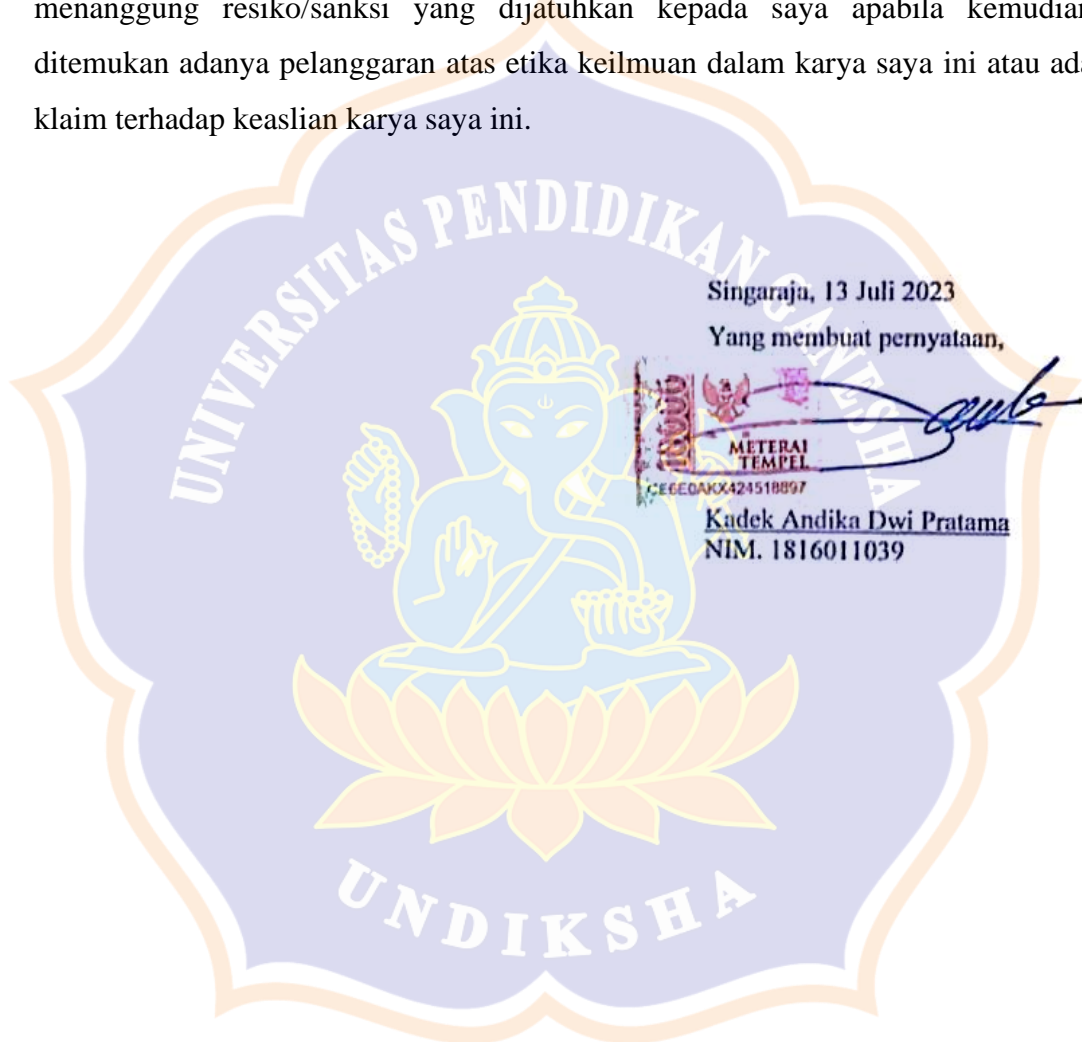 menanggung resiko/sanksi yang dijatuhkan kepada saya apabila kemudian
ditemukan adanya pelanggaran atas etika keilmuan dalam karya saya ini atau ada
klaim terhadap keaslian karya saya ini.
UNIVERSITAS PENDIDIKAN GANESHA
Singaraja, 13 Juli 2023
Yang membuat pernyataan,
10000
METERAI
TEMPEL
CE6E0AKX424518897
Kadek Andika Dwi Pratama
NIM. 1816011039
UNDIKSHA